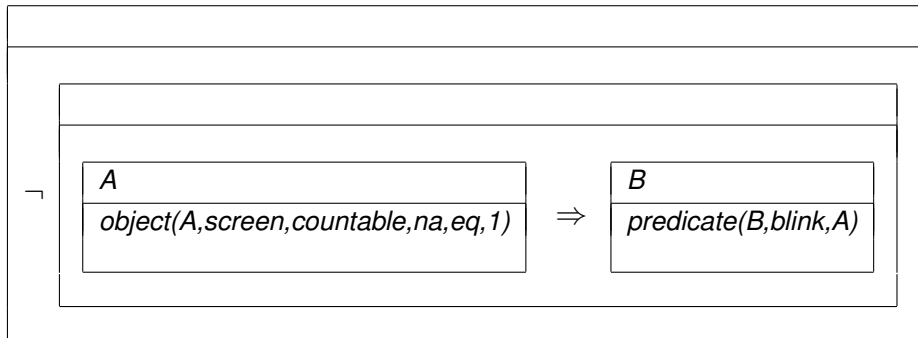 A B
¬ object(A,screen,countable,na,eq,1) ⇒ predicate(B,blink,A)